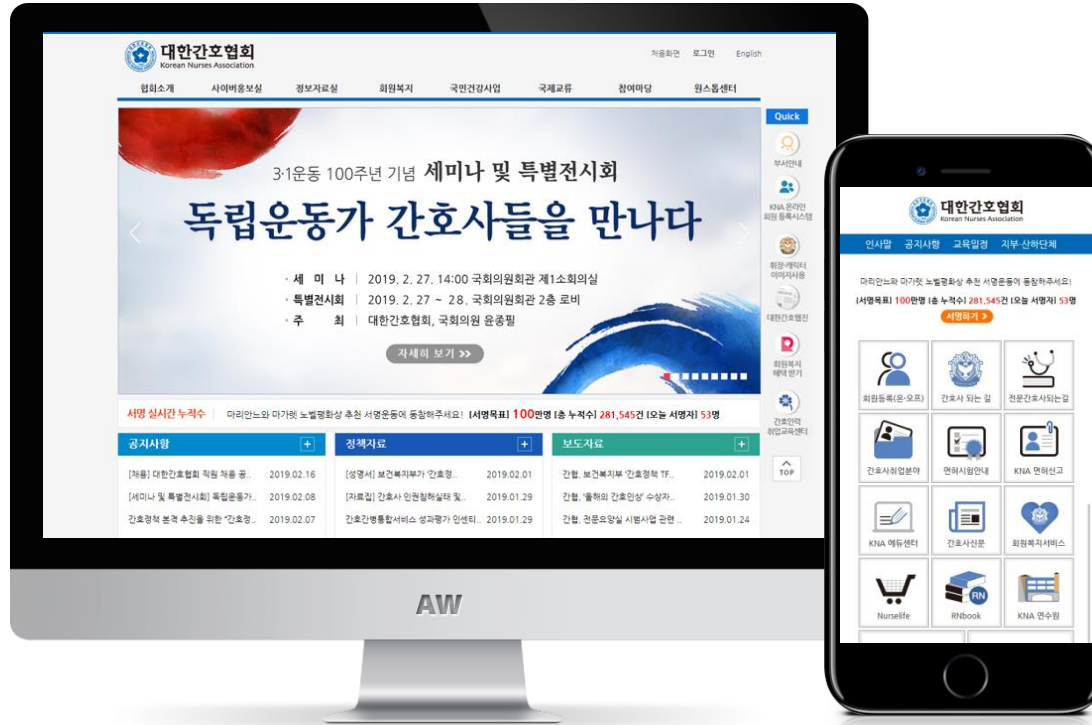 대한간호협회
Korean Nurses Association
처음화면 로그인 English
협회소개 사이버홍보실 정보자료실 회원복지 국민건강사업 국제교류 참여마당 원스톱센터
3·1운동 100주년 기념 세미나 및 특별전시회
독립운동가 간호사들을 만나다
· 세 미 나 | 2019. 2. 27. 14:00 국회의원회관 제1소회의실
· 특별전시회 | 2019. 2. 27 ~ 28. 국회의원회관 2층 로비
· 주 최 | 대한간호협회, 국회의원 윤종필
자세히 보기 >>
Quick
부서안내
KNA 온라인
회원 등록시스템
휘장·캐릭터
이미지사용
대한간호웹진
회원복지
혜택 받기
간호인력
취업교육센터
TOP
서명 실시간 누적수 마리안느와 마가렛 노벨평화상 추천 서명운동에 동참해주세요! [서명목표] 100만명 [총 누적수] 281,545건 [오늘 서명자] 53명
공지사항 +
[채용] 대한간호협회 직원 채용 공.. 2019.02.16
[세미나 및 특별전시회] 독립운동가.. 2019.02.08
간호정책 본격 추진을 위한 "간호정.. 2019.02.07
정책자료 +
[성명서] 보건복지부가 '간호정.. 2019.02.01
[자료집] 간호사 인권침해실태 및.. 2019.01.29
간호간병통합서비스 성과평가 인센티.. 2019.01.29
보도자료 +
간협, 보건복지부 '간호정책 TF.. 2019.02.01
간협, '올해의 간호인상' 수상자.. 2019.01.30
간협, 전문요양실 시범사업 관련 .. 2019.01.24
AW
대한간호협회
Korean Nurses Association
인사말 공지사항 교육일정 지부·산하단체
마리안느와 마가렛 노벨평화상 추천 서명운동에 동참해주세요!
[서명목표] 100만명 [총 누적수] 281,545건 [오늘 서명자] 53명
서명하기 >
회원등록(온·오프) 간호사 되는 길 전문간호사되는길
간호사취업분야 면허시험안내 KNA 면허신고
KNA 에듀센터 간호사신문 회원복지서비스
RN
Nurselife RNbook KNA 연수원